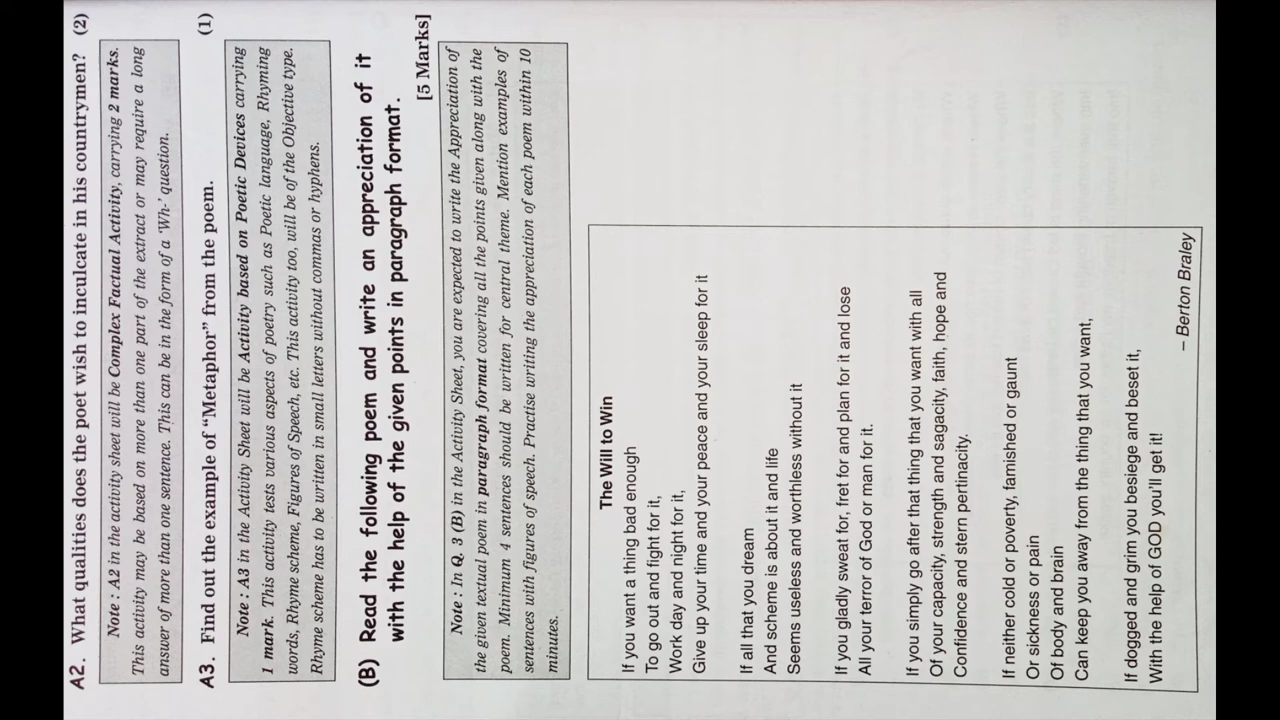 A2. What qualities does the poet wish to inculcate in his countrymen? (2)
Note : A2 in the activity sheet will be Complex Factual Activity, carrying 2 marks.
This activity may be based on more than one part of the extract or may require a long
answer of more than one sentence. This can be in the form of a 'Wh-' question.
A3. Find out the example of “Metaphor” from the poem. (1)
Note : A3 in the Activity Sheet will be Activity based on Poetic Devices carrying
1 mark. This activity tests various aspects of poetry such as Poetic language, Rhyming
words, Rhyme scheme, Figures of Speech, etc. This activity too, will be of the Objective type.
Rhyme scheme has to be written in small letters without commas or hyphens.
(B) Read the following poem and write an appreciation of it
with the help of the given points in paragraph format.
[5 Marks]
Note : In Q. 3 (B) in the Activity Sheet, you are expected to write the Appreciation of
the given textual poem in paragraph format covering all the points given along with the
poem. Minimum 4 sentences should be written for central theme. Mention examples of
sentences with figures of speech. Practise writing the appreciation of each poem within 10
minutes.
The Will to Win
If you want a thing bad enough
To go out and fight for it,
Work day and night for it,
Give up your time and your peace and your sleep for it
If all that you dream
And scheme is about it and life
Seems useless and worthless without it
If you gladly sweat for, fret for and plan for it and lose
All your terror of God or man for it.
If you simply go after that thing that you want with all
Of your capacity, strength and sagacity, faith, hope and
Confidence and stern pertinacity.
If neither cold or poverty, famished or gaunt
Or sickness or pain
Of body and brain
Can keep you away from the thing that you want,
If dogged and grim you besiege and beset it,
With the help of GOD you'll get it!
– Berton Braley